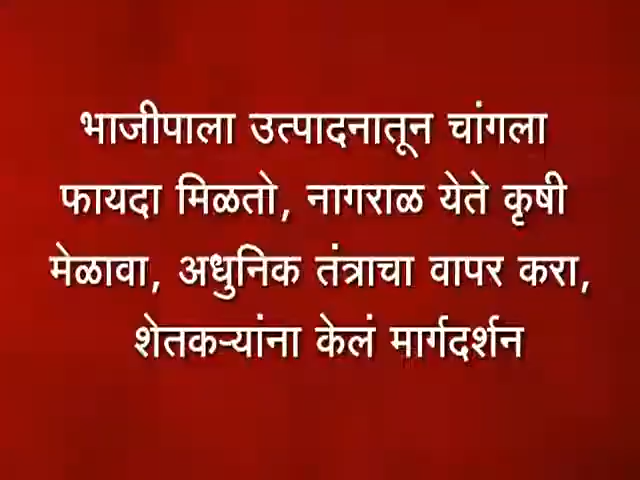 भाजीपाला उत्पादनातून चांगला
फायदा मिळतो, नागराळ येते कृषी
मेळावा, अधुनिक तंत्राचा वापर करा,
शेतकऱ्यांना केलं मार्गदर्शन